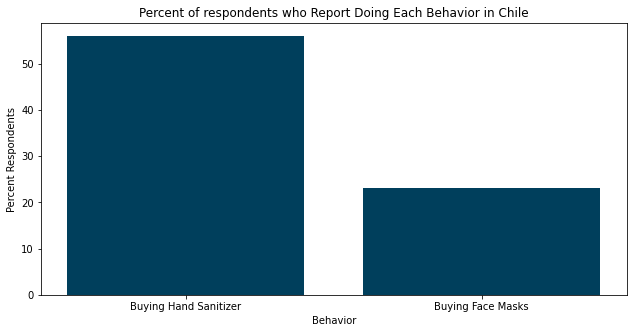 Percent of respondents who Report Doing Each Behavior in Chile
Percent Respondents
50
40
30
20
10
0
Buying Hand Sanitizer
Buying Face Masks
Behavior